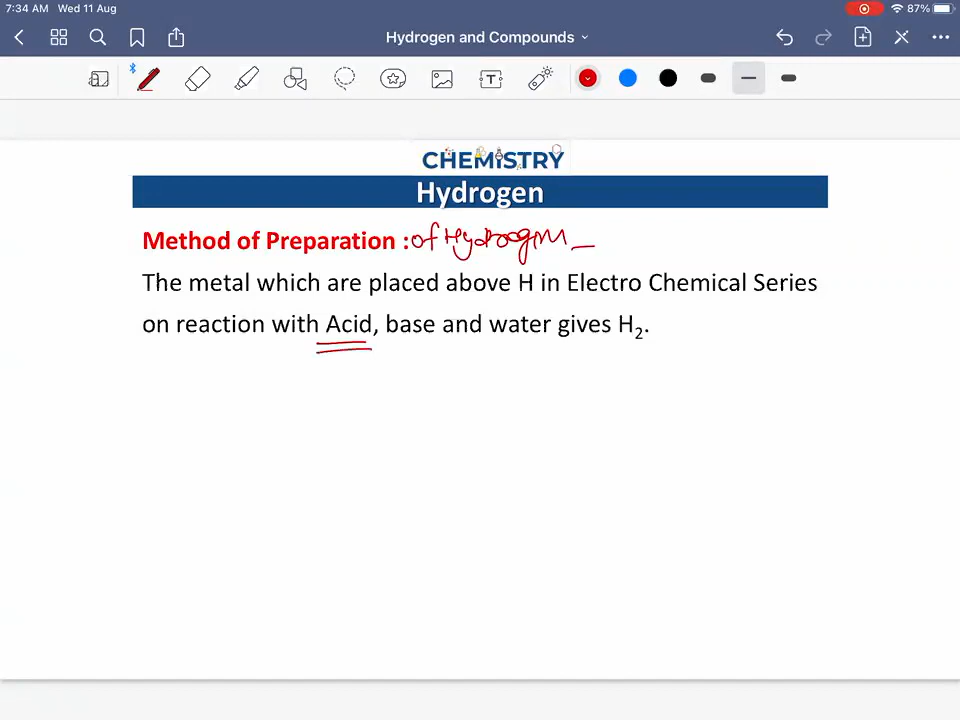 7:34 AM Wed 11 Aug 87%
Hydrogen and Compounds
T
CHEMISTRY
Hydrogen
Method of Preparation : of Hydrogen
The metal which are placed above H in Electro Chemical Series
on reaction with Acid, base and water gives H₂.